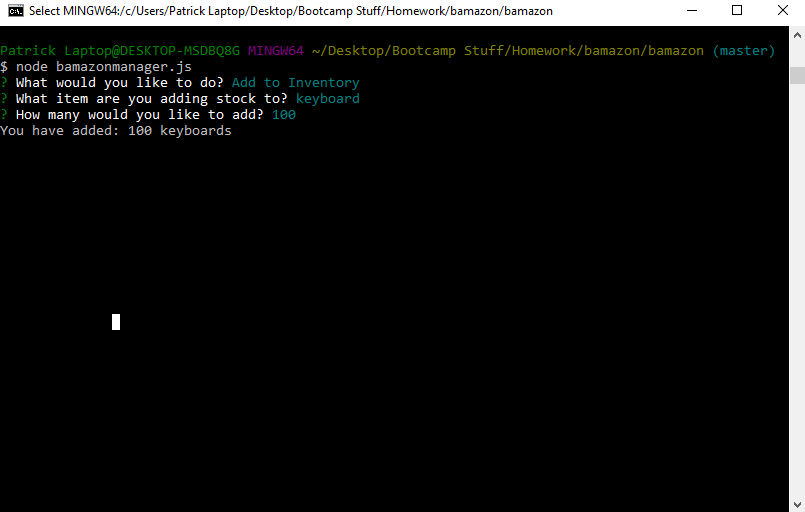 Select MINGW64:/c/Users/Patrick Laptop/Desktop/Bootcamp Stuff/Homework/bamazon/bamazon
Patrick Laptop@DESKTOP-MSDBQ8G MINGW64 ~/Desktop/Bootcamp Stuff/Homework/bamazon/bamazon (master)
$ node bamazonmanager.js
? What would you like to do? Add to Inventory
? What item are you adding stock to? keyboard
? How many would you like to add? 100
You have added: 100 keyboards